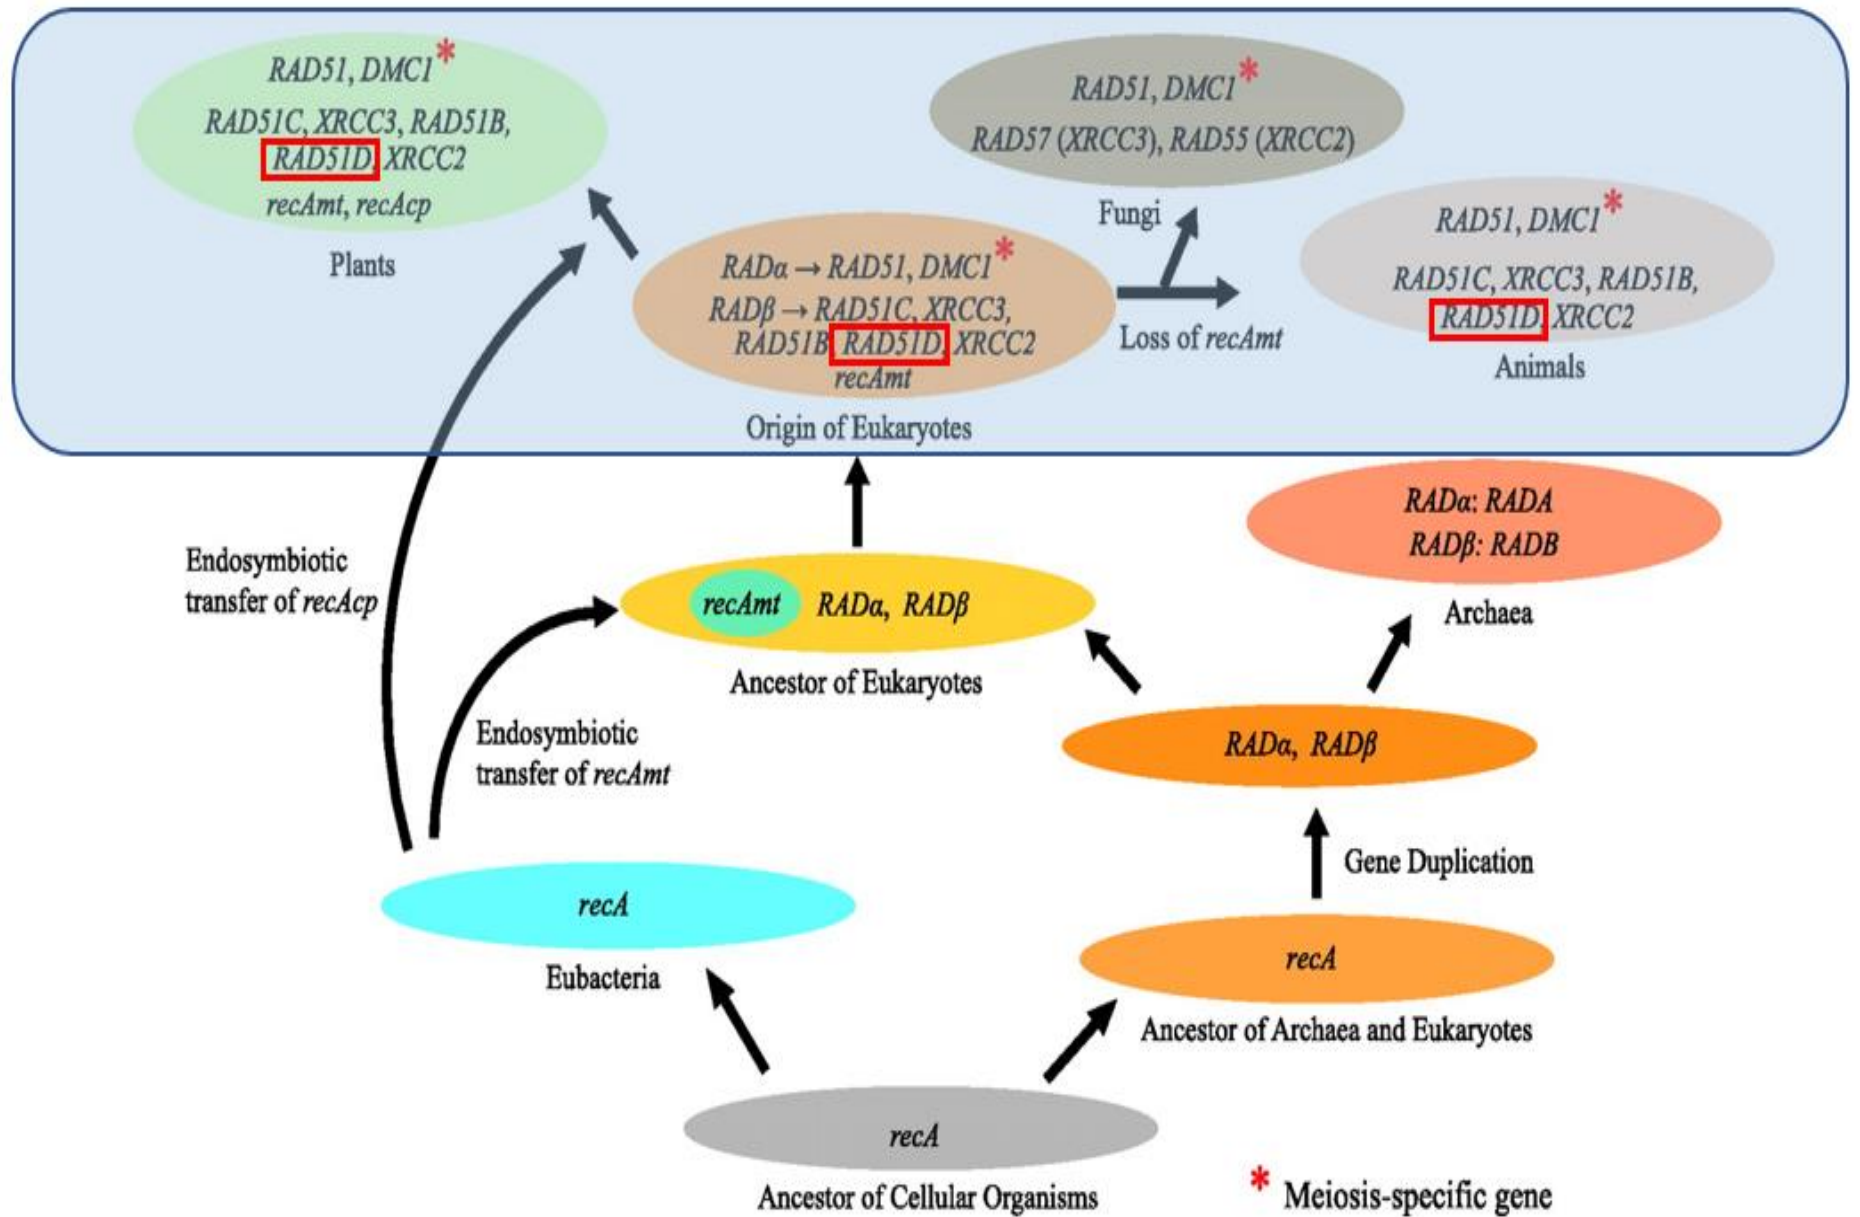 RAD51, DMC1*
RAD51C, XRCC3, RAD51B,
RAD51D, XRCC2
recAmt, recAcp
Plants
RAD51, DMC1*
RAD57 (XRCC3), RAD55 (XRCC2)
Fungi
RAD51, DMC1*
RAD51C, XRCC3, RAD51B,
RAD51D, XRCC2
Animals
RADα → RAD51, DMC1*
RADβ → RAD51C, XRCC3,
RAD51B, RAD51D, XRCC2
recAmt
Origin of Eukaryotes
Loss of recAmt
RADα: RADA
RADβ: RADB
Archaea
Endosymbiotic
transfer of recAcp
recAmt RADα, RADβ
Ancestor of Eukaryotes
Endosymbiotic
transfer of recAmt
RADα, RADβ
Gene Duplication
recA
Eubacteria
recA
Ancestor of Archaea and Eukaryotes
recA
Ancestor of Cellular Organisms
* Meiosis-specific gene